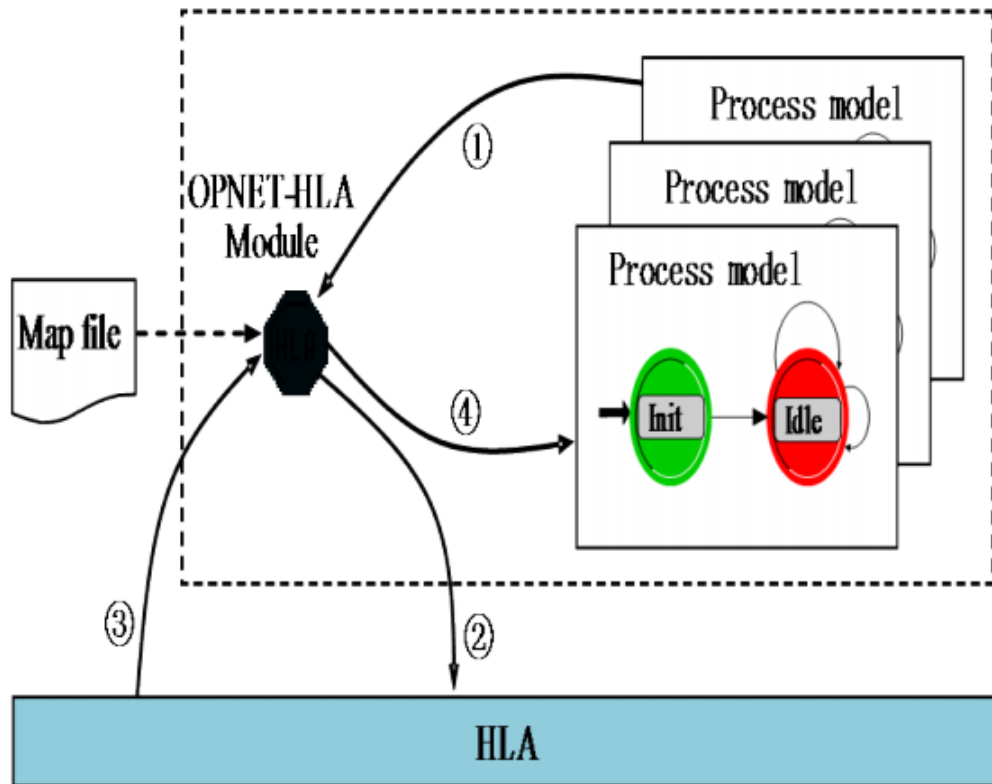 Process model
①
Process model
OPNET-HLA
Module
Process model
Map file
HLA
④
Init
Idle
③
②
HLA